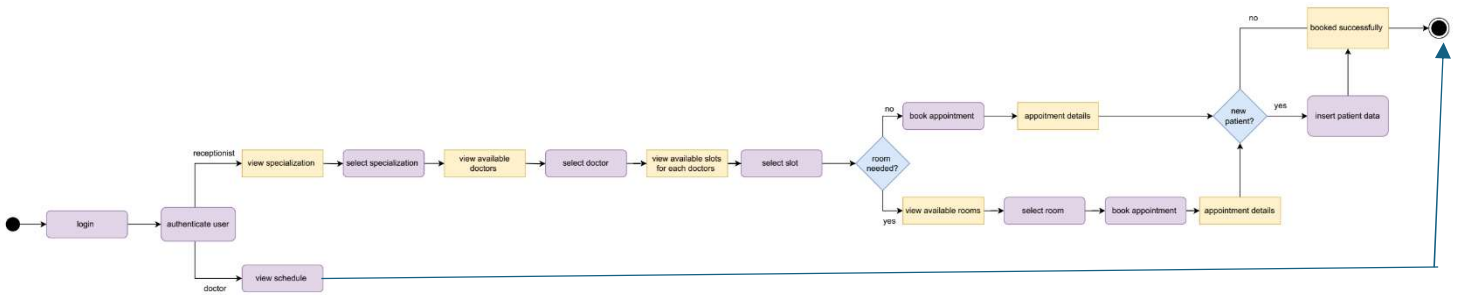 no
booked successfully
no
book appointment
appoitment details
new
patient?
yes
insert patient data
receptionist
view specialization
select specialization
view available
doctors
select doctor
view available slots
for each doctors
select slot
room
needed?
login
authenticate user
yes
view available rooms
select room
book appointment
appointment details
view schedule
doctor